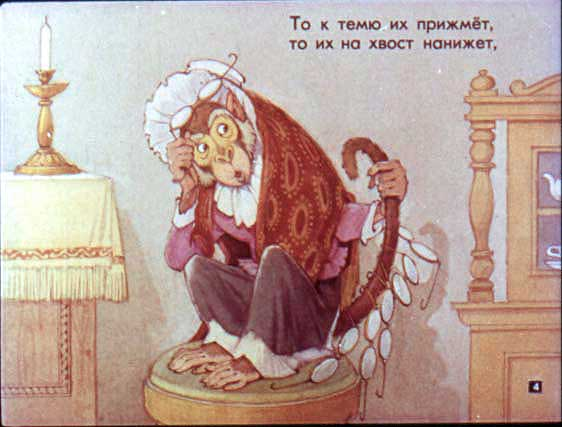 То к темю их прижмёт,
то их на хвост нанижет,
4